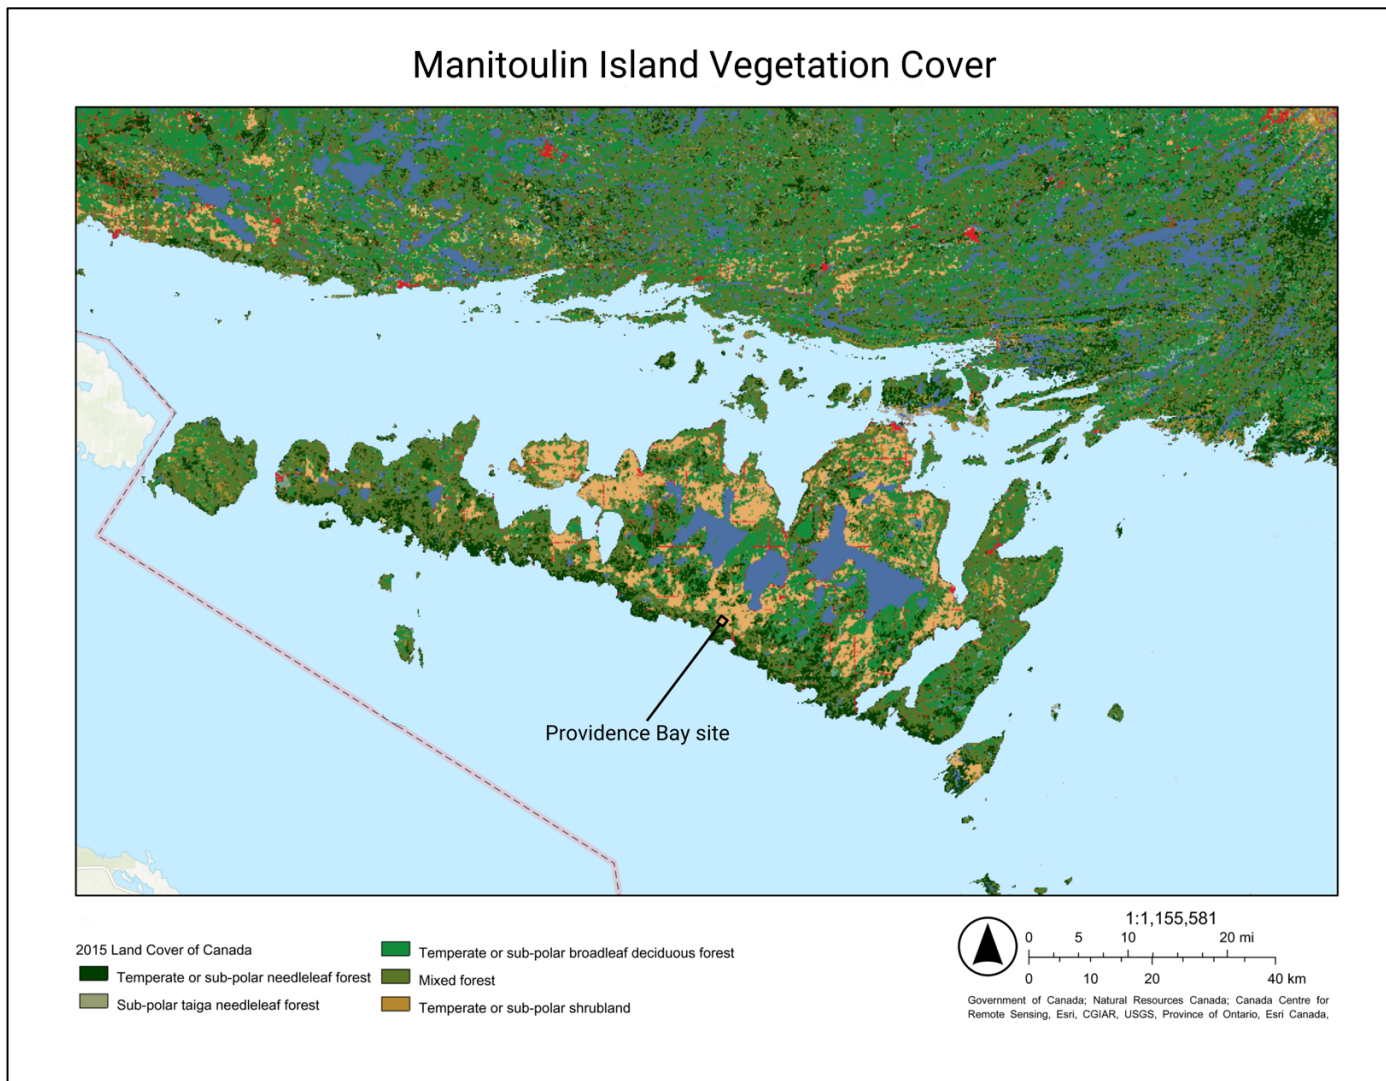 Manitoulin Island Vegetation Cover
Providence Bay site
2015 Land Cover of Canada
Temperate or sub-polar needleleaf forest
Sub-polar taiga needleleaf forest
Temperate or sub-polar broadleaf deciduous forest
Mixed forest
Temperate or sub-polar shrubland
1:1,155,581
0 5 10 20 mi
0 10 20 40 km
Government of Canada; Natural Resources Canada; Canada Centre for
Remote Sensing, Esri, CGIAR, USGS, Province of Ontario, Esri Canada,